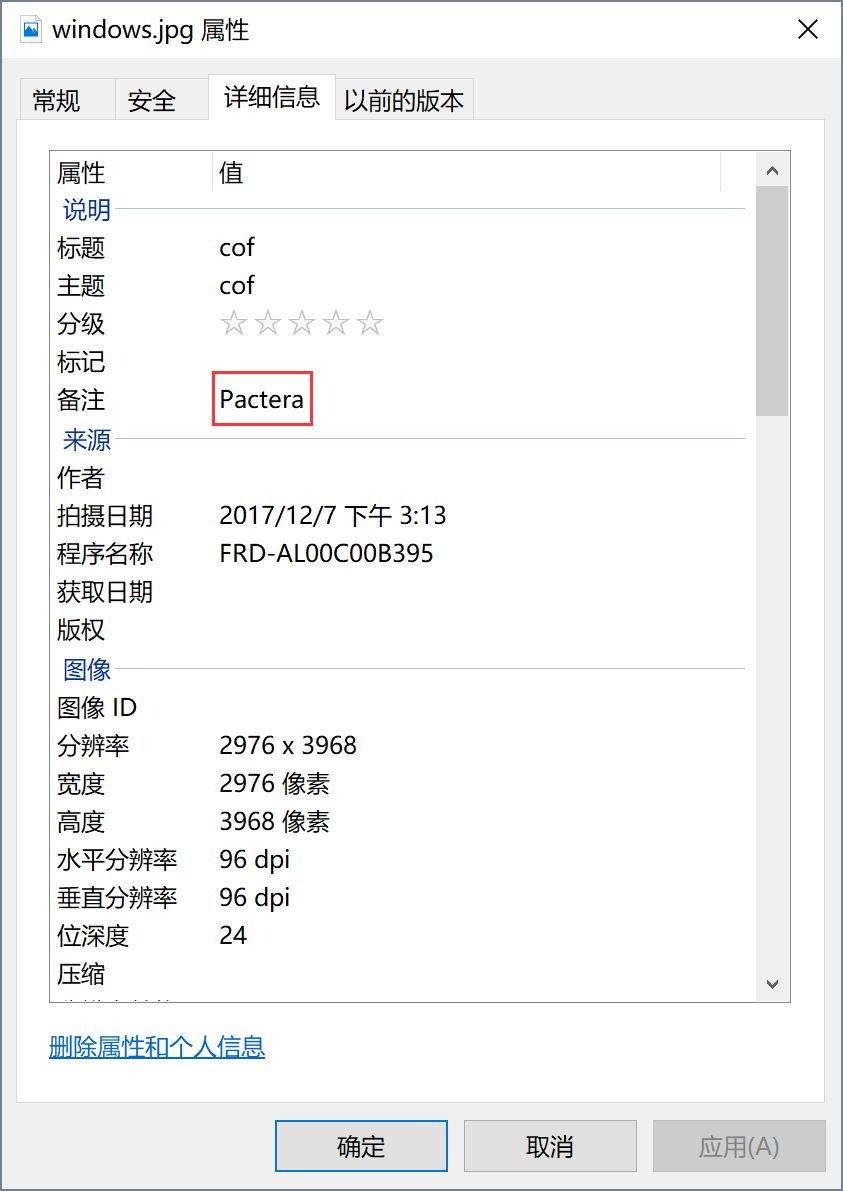 windows.jpg 属性
常规 安全 详细信息 以前的版本
属性 值
说明
标题 cof
主题 cof
分级
标记
备注 Pactera
来源
作者
拍摄日期 2017/12/7 下午 3:13
程序名称 FRD-AL00C00B395
获取日期
版权
图像
图像 ID
分辨率 2976 x 3968
宽度 2976 像素
高度 3968 像素
水平分辨率 96 dpi
垂直分辨率 96 dpi
位深度 24
压缩
删除属性和个人信息
确定 取消 应用(A)